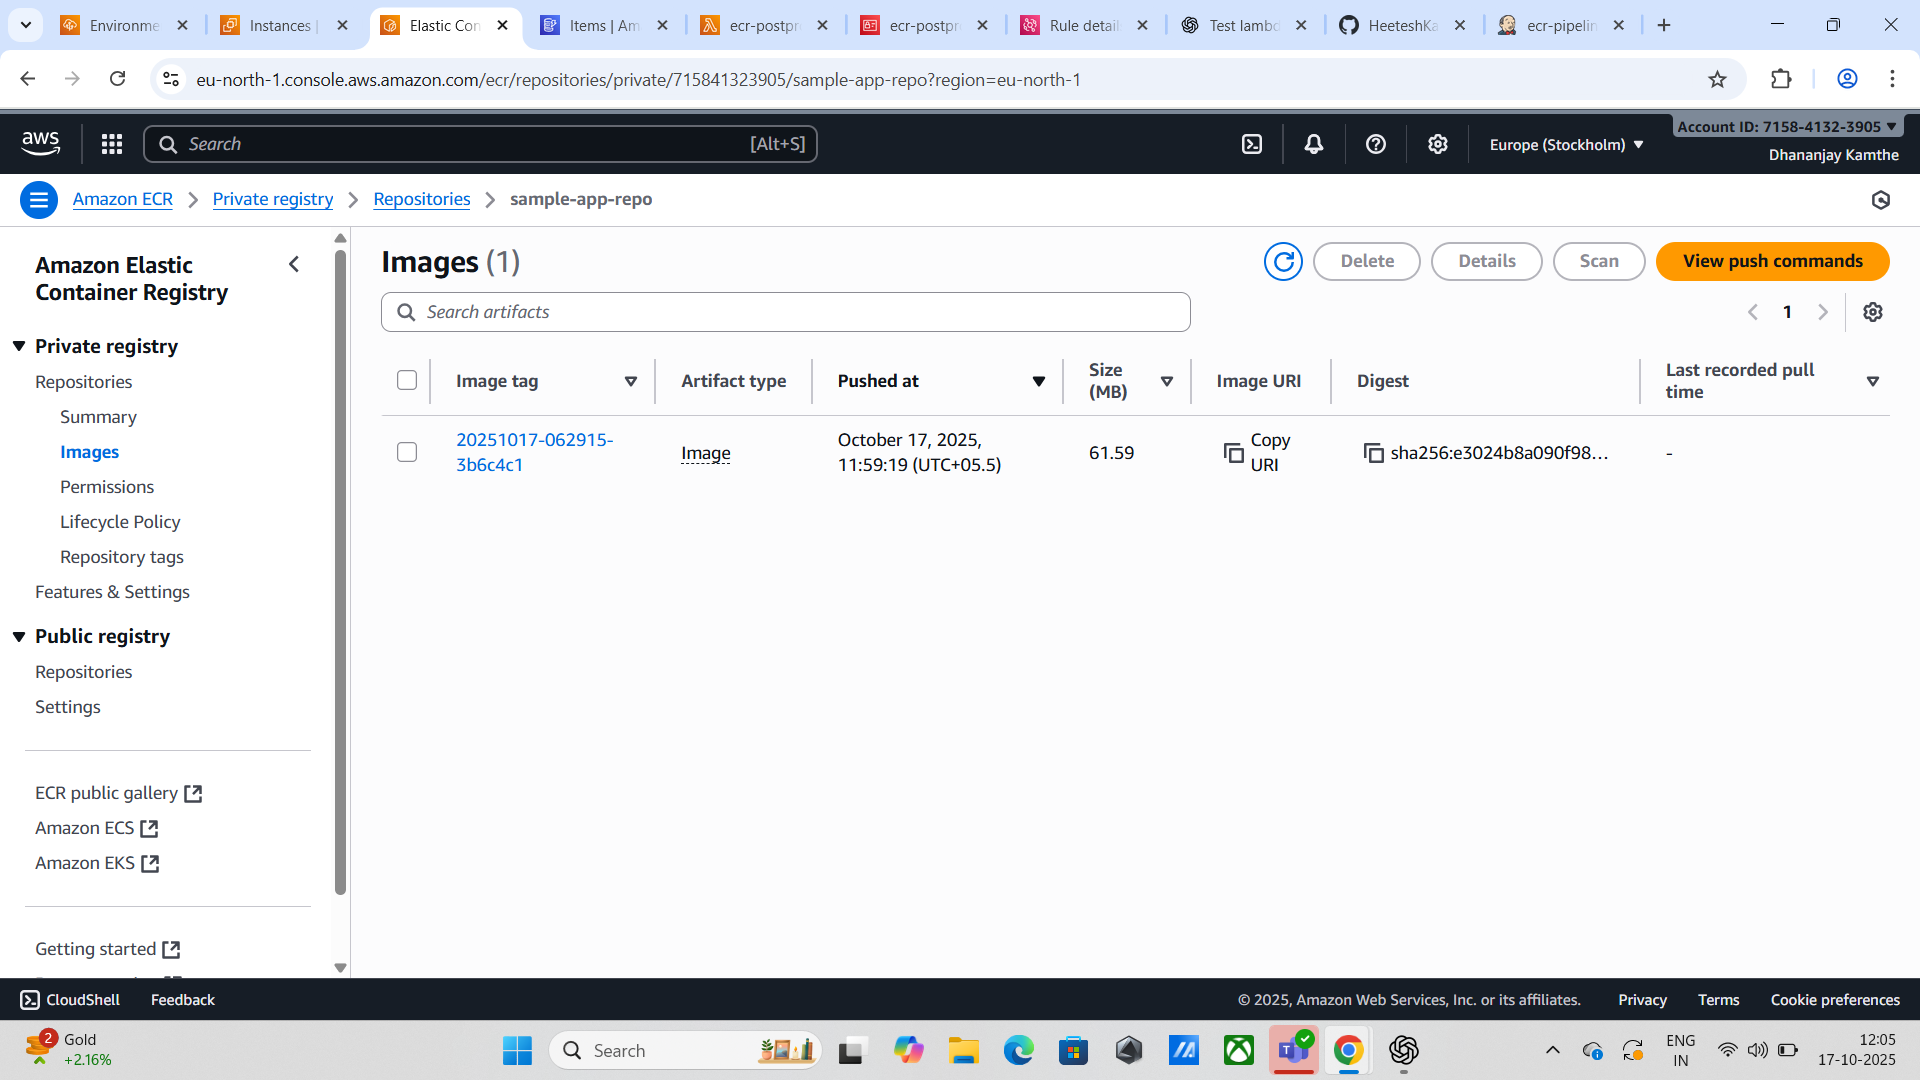 Environme
Instances |
Elastic Con
Items | Am
ecr-postpr
ecr-postpr
Rule detail
Test lambd
HeeteshKa
ecr-pipelin
eu-north-1.console.aws.amazon.com/ecr/repositories/private/715841323905/sample-app-repo?region=eu-north-1
aws
Search
[Alt+S]
Europe (Stockholm)
Account ID: 7158-4132-3905
Dhananjay Kamthe
Amazon ECR
Private registry
Repositories
sample-app-repo
Amazon Elastic
Container Registry
Private registry
Repositories
Summary
Images
Permissions
Lifecycle Policy
Repository tags
Features & Settings
Public registry
Repositories
Settings
ECR public gallery
Amazon ECS
Amazon EKS
Getting started
Images (1)
Delete
Details
Scan
View push commands
Search artifacts
1
Image tag
Artifact type
Pushed at
Size
(MB)
Image URI
Digest
Last recorded pull
time
20251017-062915-
3b6c4c1
Image
October 17, 2025,
11:59:19 (UTC+05.5)
61.59
Copy
URI
sha256:e3024b8a090f98...
-
CloudShell
Feedback
© 2025, Amazon Web Services, Inc. or its affiliates.
Privacy
Terms
Cookie preferences
2
Gold
+2.16%
Search
ENG
IN
12:05
17-10-2025